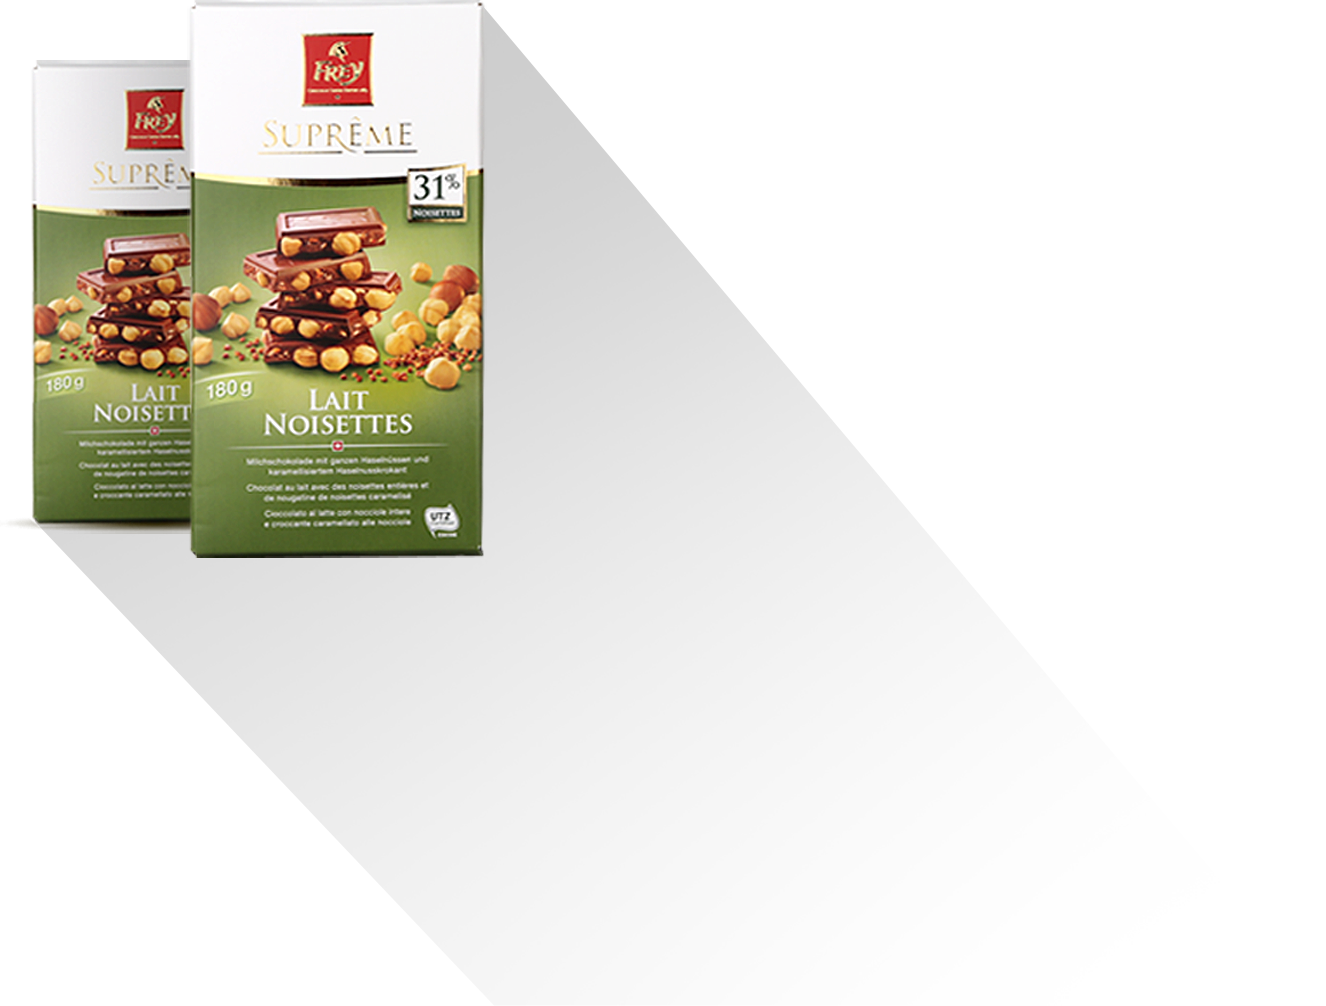 Frey
SUPRÊME
180g
LAIT
NOISETT
Frey
SUPRÊME
31%
NOISETTES
180g
LAIT
NOISETTES
Milchschokolade mit ganzen Haselnüssen und
karamellisiertem Haselnusskrokant
Chocolat au lait avec des noisettes entières et
de nougatine de noisettes caramélisé
Cioccolato al latte con nocciole intere
e croccante caramellato alle nocciole
UTZ